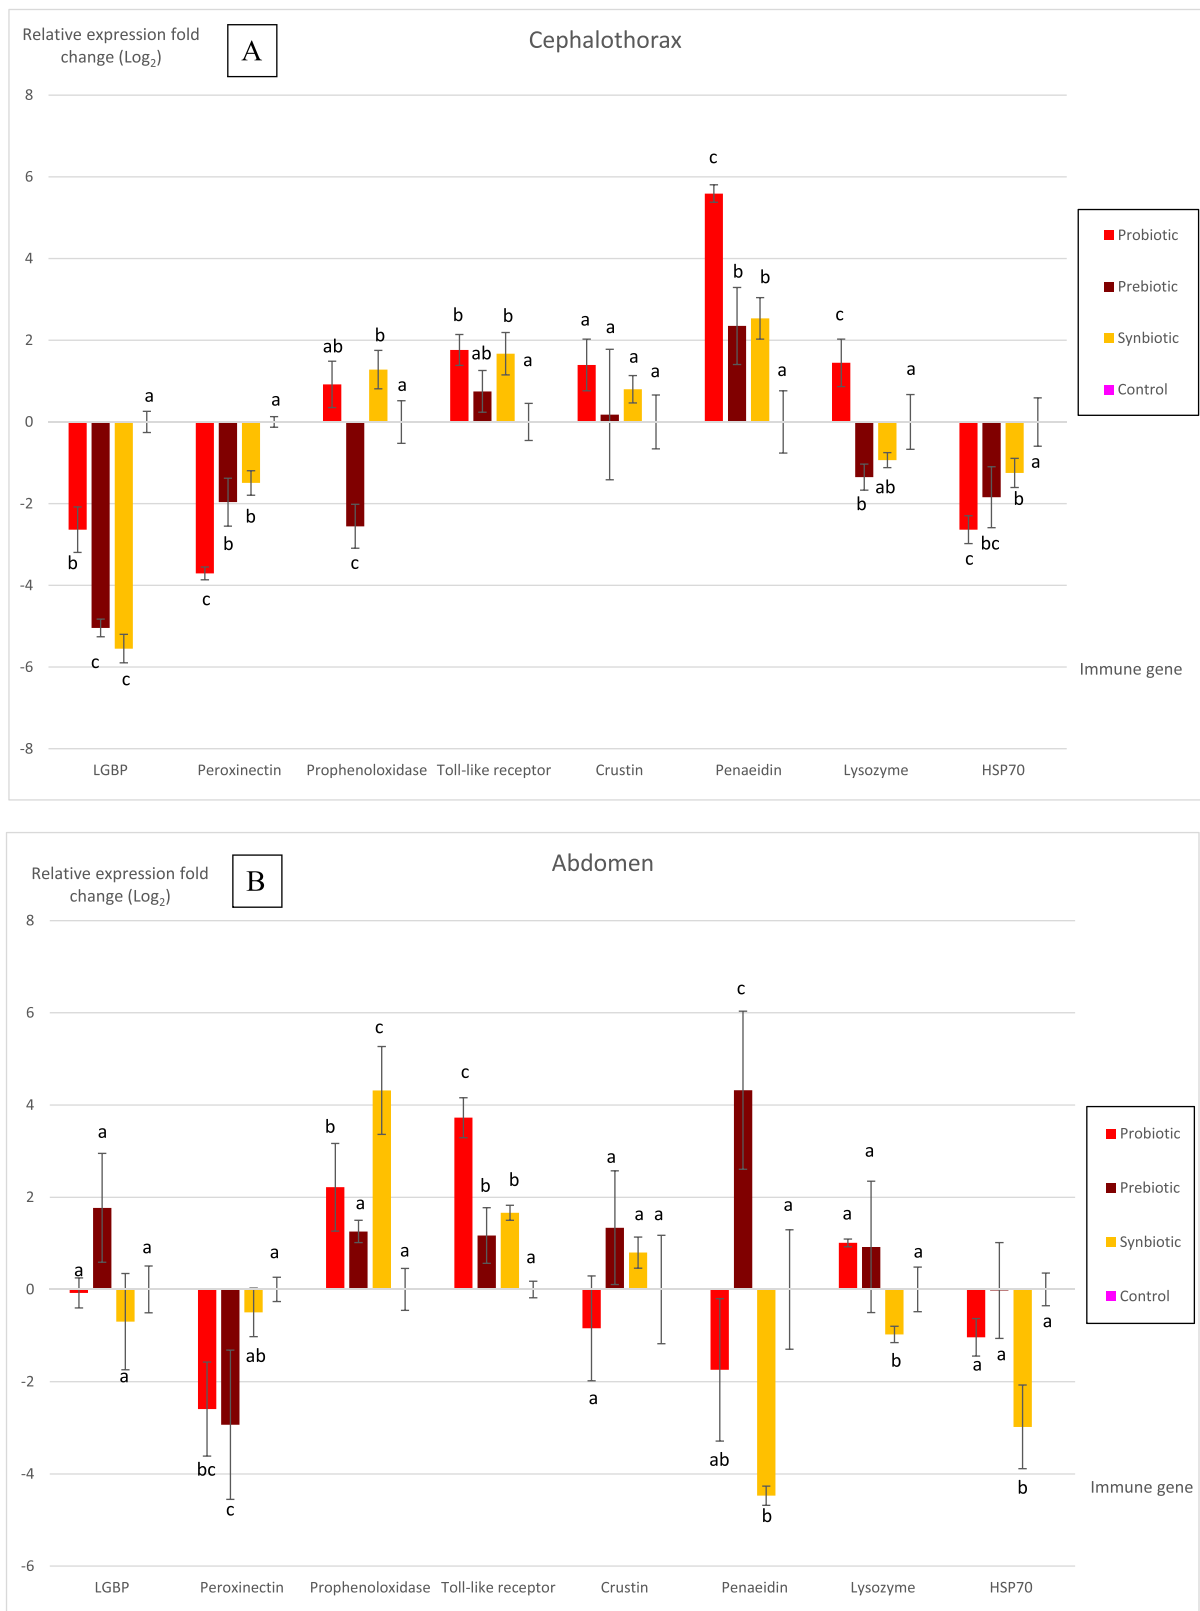 Relative expression fold
change (Log2)
A
Cephalothorax
8
6
4
2
0
-2
-4
-6
-8
c
c
b
b
b
b
b
ab
ab
a
a
a
a
a
a
a
a
a
b
c
c
c
b
b
c
b
ab
c
bc
b
a
Probiotic
Prebiotic
Synbiotic
Control
Immune gene
LGBP
Peroxinectin
Prophenoloxidase
Toll-like receptor
Crustin
Penaeidin
Lysozyme
HSP70
Relative expression fold
change (Log2)
B
Abdomen
8
6
4
2
0
-2
-4
-6
a
a
a
a
bc
c
ab
a
b
a
c
a
c
b
b
a
a
a
a
a
ab
c
b
a
a
a
b
a
a
a
b
a
Probiotic
Prebiotic
Synbiotic
Control
Immune gene
LGBP
Peroxinectin
Prophenoloxidase
Toll-like receptor
Crustin
Penaeidin
Lysozyme
HSP70